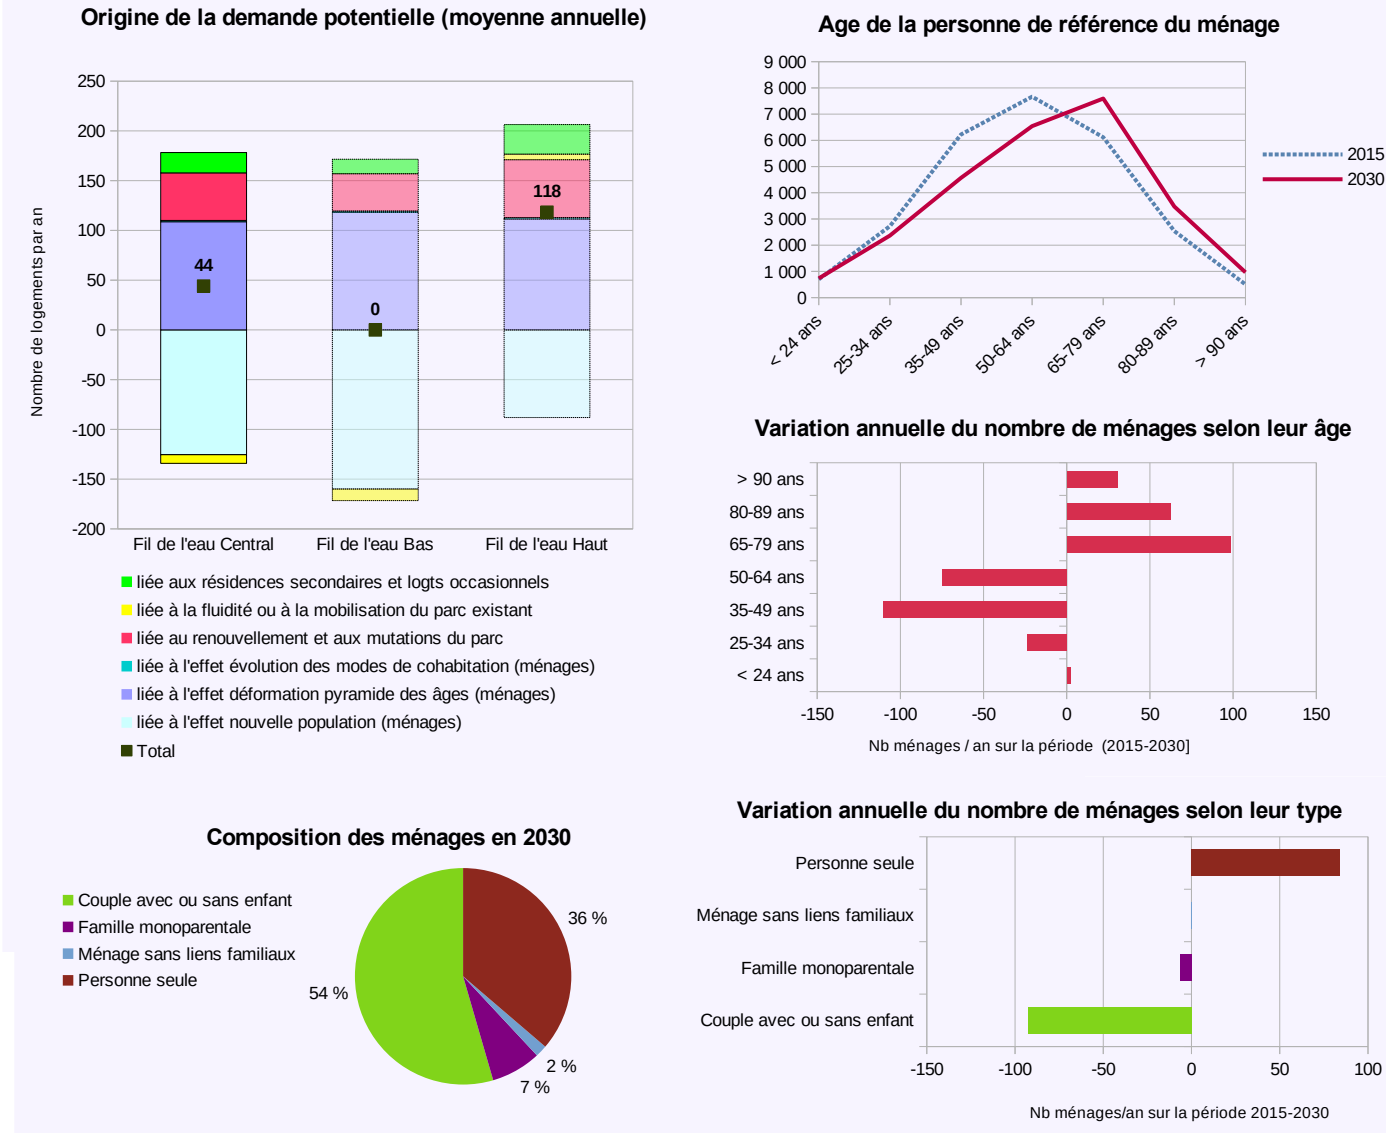 Origine de la demande potentielle (moyenne annuelle)
Nombre de logements par an
250
200
150
100
50
0
-50
-100
-150
-200
44
0
118
Fil de l'eau Central
Fil de l'eau Bas
Fil de l'eau Haut
liée aux résidences secondaires et logts occasionnels
liée à la fluidité ou à la mobilisation du parc existant
liée au renouvellement et aux mutations du parc
liée à l'effet évolution des modes de cohabitation (ménages)
liée à l'effet déformation pyramide des âges (ménages)
liée à l'effet nouvelle population (ménages)
Total
Age de la personne de référence du ménage
9 000
8 000
7 000
6 000
5 000
4 000
3 000
2 000
1 000
0
< 24 ans
25-34 ans
35-49 ans
50-64 ans
65-79 ans
80-89 ans
> 90 ans
2015
2030
Variation annuelle du nombre de ménages selon leur âge
> 90 ans
80-89 ans
65-79 ans
50-64 ans
35-49 ans
25-34 ans
< 24 ans
-150
-100
-50
0
50
100
150
Nb ménages / an sur la période (2015-2030]
Composition des ménages en 2030
Couple avec ou sans enfant
Famille monoparentale
Ménage sans liens familiaux
Personne seule
36 %
54 %
2 %
7 %
Variation annuelle du nombre de ménages selon leur type
Personne seule
Ménage sans liens familiaux
Famille monoparentale
Couple avec ou sans enfant
-150
-100
-50
0
50
100
Nb ménages/an sur la période 2015-2030